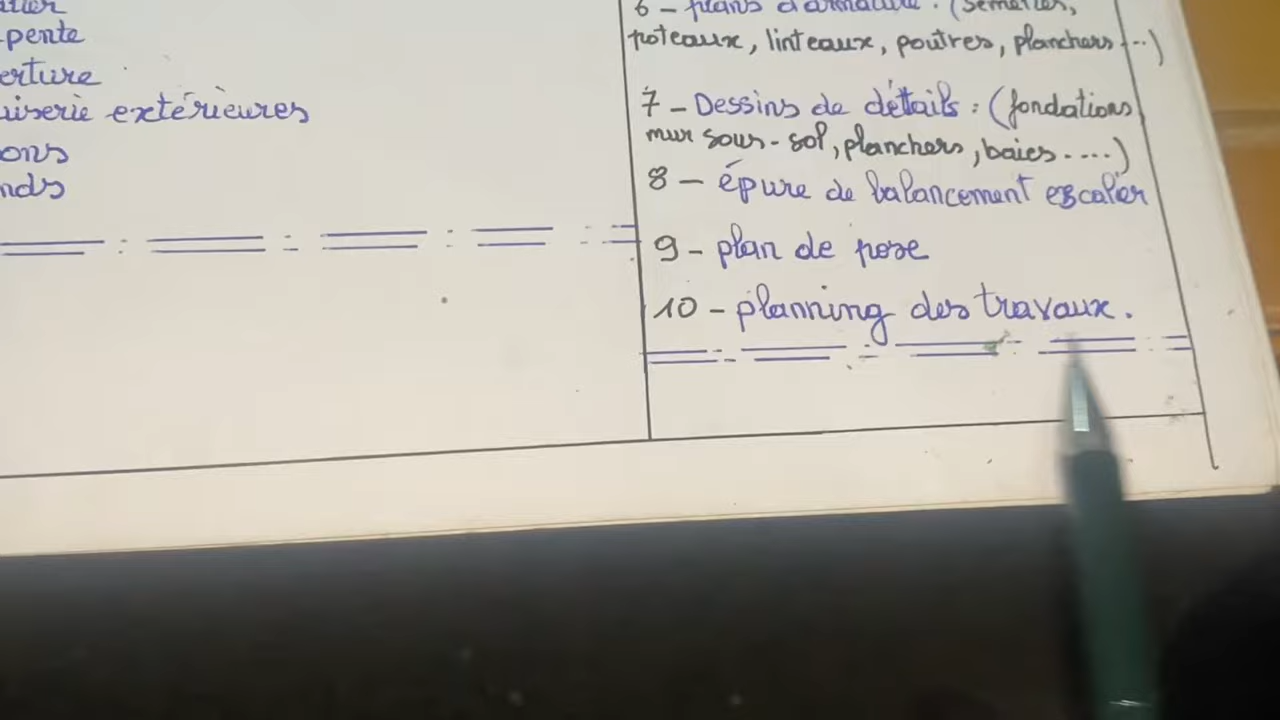 pente
erture
uiserie extérieures
ons
nds
6 - plans d'armature : (semelles,
poteaux, linteaux, poutres, planchers...)
7 - Dessins de détails : (fondations
mur sous-sol, planchers, baies.....)
8 - épure de balancement escalier
9 - plan de pose
10 - planning des travaux.